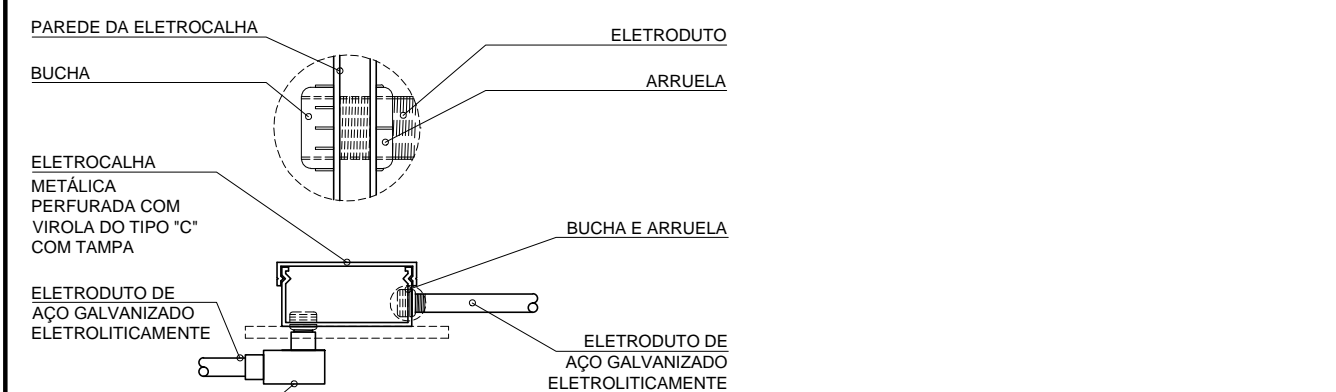 PAREDE DA ELETROCALHA
ELETRODUTO
BUCHA
ARRUELA
ELETROCALHA
METÁLICA
PERFURADA COM
VIROLA DO TIPO "C"
COM TAMPA
BUCHA E ARRUELA
ELETRODUTO DE
AÇO GALVANIZADO
ELETROLITICAMENTE
ELETRODUTO DE
AÇO GALVANIZADO
ELETROLITICAMENTE